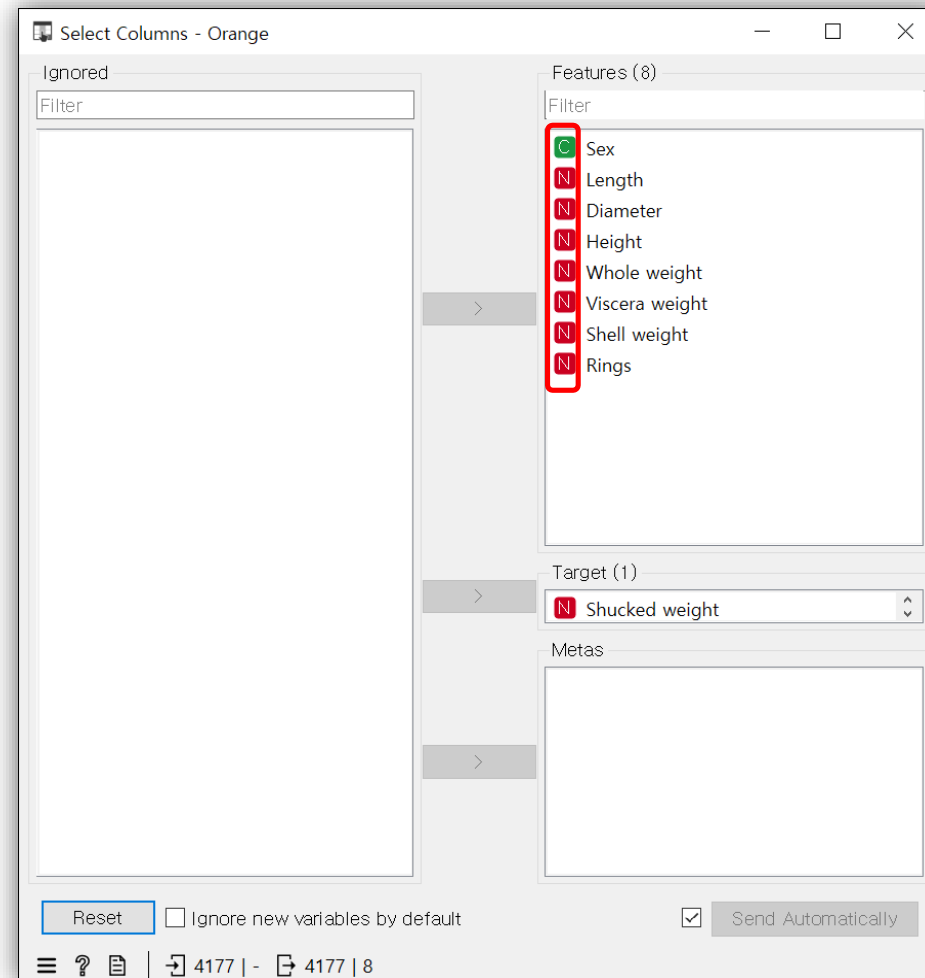 Select Columns - Orange
Ignored
Filter
Features (8)
Filter
C Sex
N Length
N Diameter
N Height
N Whole weight
N Viscera weight
N Shell weight
N Rings
>
>
Target (1)
N Shucked weight
Metas
>
Reset
Ignore new variables by default
Send Automatically
? 4177 | - 4177 | 8